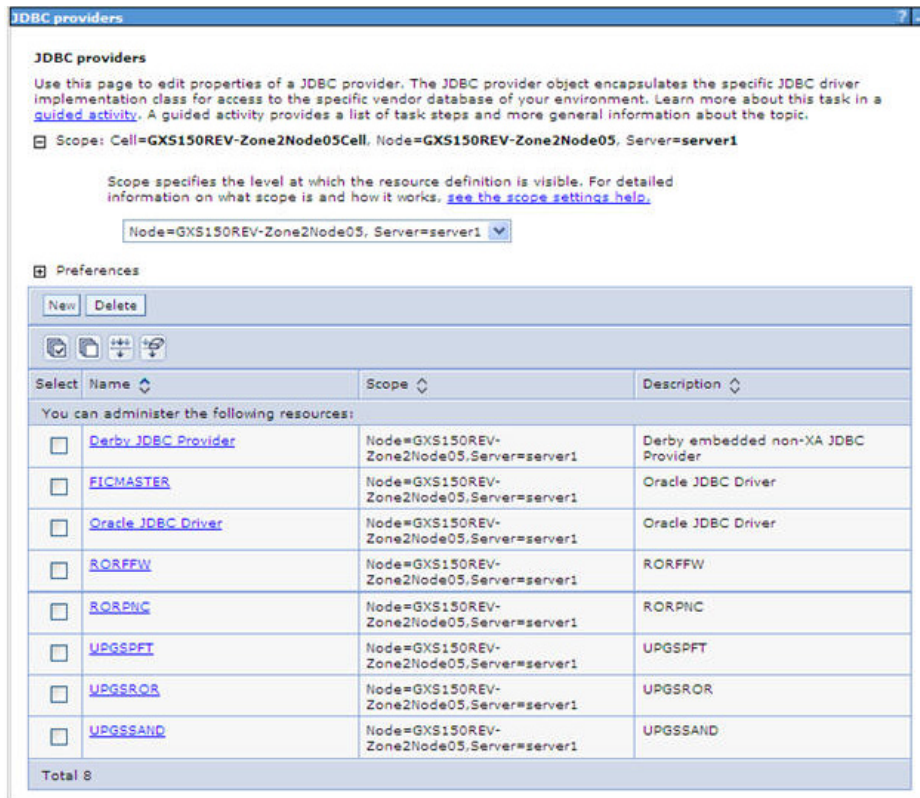 JDBC providers
?
JDBC providers
Use this page to edit properties of a JDBC provider. The JDBC provider object encapsulates the specific JDBC driver
implementation class for access to the specific vendor database of your environment. Learn more about this task in a
guided activity. A guided activity provides a list of task steps and more general information about the topic.
Scope: Cell=GXS150REV-Zone2Node05Cell, Node=GXS150REV-Zone2Node05, Server=server1
Scope specifies the level at which the resource definition is visible. For detailed
information on what scope is and how it works, see the scope settings help.
Node=GXS150REV-Zone2Node05, Server=server1
Preferences
New Delete
Select Name Scope Description
You can administer the following resources:
Derby JDBC Provider Node=GXS150REV- Derby embedded non-XA JDBC
Zone2Node05,Server=server1 Provider
FICMASTER Node=GXS150REV- Oracle JDBC Driver
Zone2Node05,Server=server1
Oracle JDBC Driver Node=GXS150REV- Oracle JDBC Driver
Zone2Node05,Server=server1
RORFFW Node=GXS150REV- RORFFW
Zone2Node05,Server=server1
RORPNC Node=GXS150REV- RORPNC
Zone2Node05,Server=server1
UPGSPFT Node=GXS150REV- UPGSPFT
Zone2Node05,Server=server1
UPGSROR Node=GXS150REV- UPGSROR
Zone2Node05,Server=server1
UPGSSAND Node=GXS150REV- UPGSSAND
Zone2Node05,Server=server1
Total 8